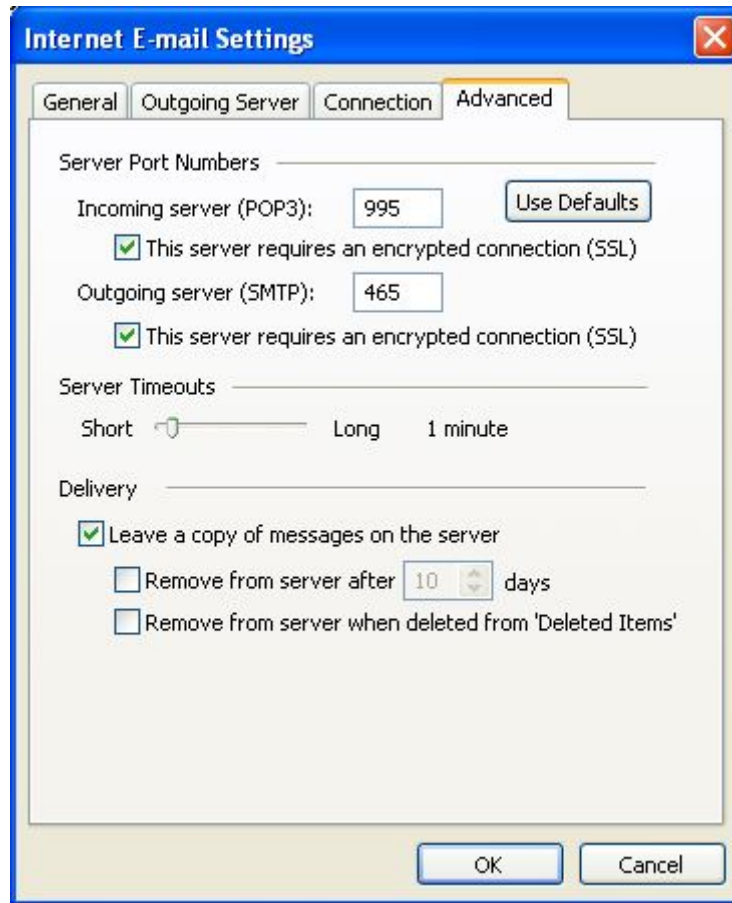 Internet E-mail Settings
General Outgoing Server Connection Advanced
Server Port Numbers
Incoming server (POP3): 995 Use Defaults
This server requires an encrypted connection (SSL)
Outgoing server (SMTP): 465
This server requires an encrypted connection (SSL)
Server Timeouts
Short Long 1 minute
Delivery
Leave a copy of messages on the server
Remove from server after 10 days
Remove from server when deleted from 'Deleted Items'
OK Cancel